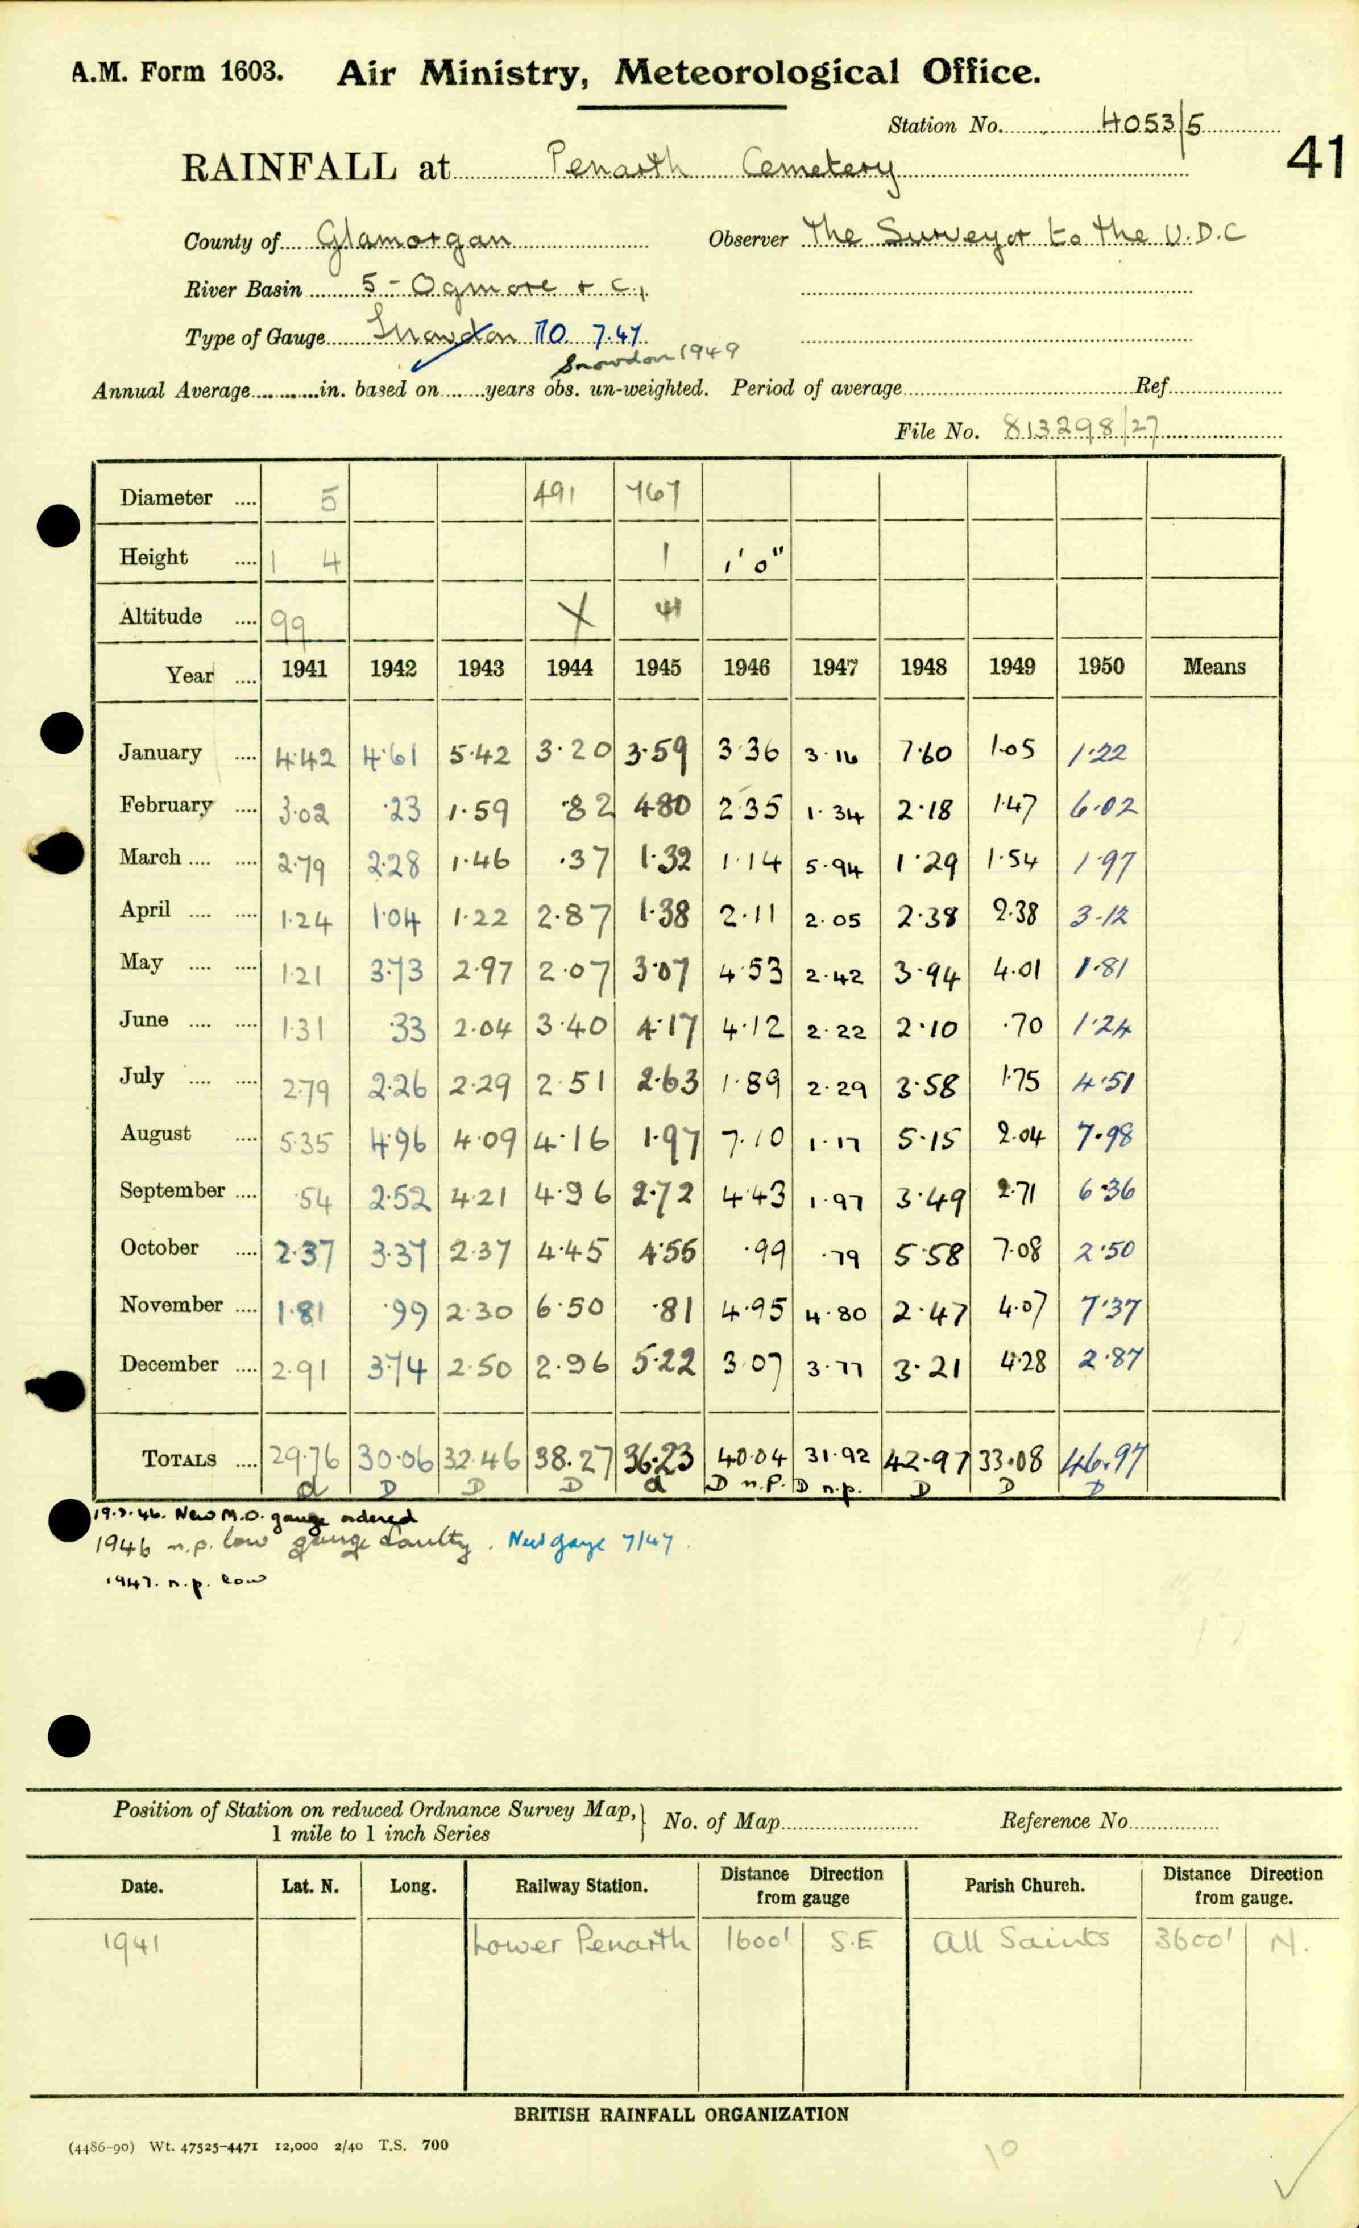 A.M. Form 1603. Air Ministry, Meteorological Office.
Station No. 4053/5
41
RAINFALL at Penarth Cemetery
County of Glamorgan Observer The Surveyor to the U.D.C
River Basin 5 - Ogmore + c.
Type of Gauge Snowdon MO. 7.47
Snowdon 1949
Annual Average in. based on years obs. un-weighted. Period of average Ref
File No. 813298/27
Diameter 5 491 767
Height 1 4 1 1'0"
Altitude 99 X 41
Year 1941 1942 1943 1944 1945 1946 1947 1948 1949 1950 Means
January 4.42 4.61 5.42 3.20 3.59 3.36 3.16 7.60 1.05 1.22
February 3.02 .23 1.59 .82 4.80 2.35 1.34 2.18 1.47 6.02
March 2.79 2.28 1.46 .37 1.32 1.14 5.94 1.29 1.54 1.97
April 1.24 1.04 1.22 2.87 1.38 2.11 2.05 2.38 2.38 3.12
May 1.21 3.73 2.97 2.07 3.07 4.53 2.42 3.94 4.01 1.81
June 1.31 .33 2.04 3.40 4.17 4.12 2.22 2.10 .70 1.24
July 2.79 2.26 2.29 2.51 2.63 1.89 2.29 3.58 1.75 4.51
August 5.35 4.96 4.09 4.16 1.97 7.10 1.17 5.15 2.04 7.98
September .54 2.52 4.21 4.96 2.72 4.43 1.97 3.49 2.71 6.36
October 2.37 3.37 2.37 4.45 4.55 .99 .79 5.58 7.08 2.50
November 1.81 .99 2.30 6.50 .81 4.95 4.80 2.47 4.07 7.37
December 2.91 3.74 2.50 2.96 5.22 3.07 3.77 3.21 4.28 2.87
TOTALS 29.76 30.06 32.46 38.27 36.23 40.04 31.92 42.97 33.08 46.97
d D D D d D n.p. D n.p. D D D
19.7.46. New M.O. gauge ordered
1946 n.p. low gauge faulty. New gauge 7/47.
1947. n.p. low
Position of Station on reduced Ordnance Survey Map, 1 mile to 1 inch Series No. of Map Reference No.
Date. Lat. N. Long. Railway Station. Distance Direction from gauge Parish Church. Distance Direction from gauge.
1941 Lower Penarth 1600' S.E All Saints 3600' N.
BRITISH RAINFALL ORGANIZATION
(4486-90) Wt. 47525-4471 12,000 2/40 T.S. 700
10